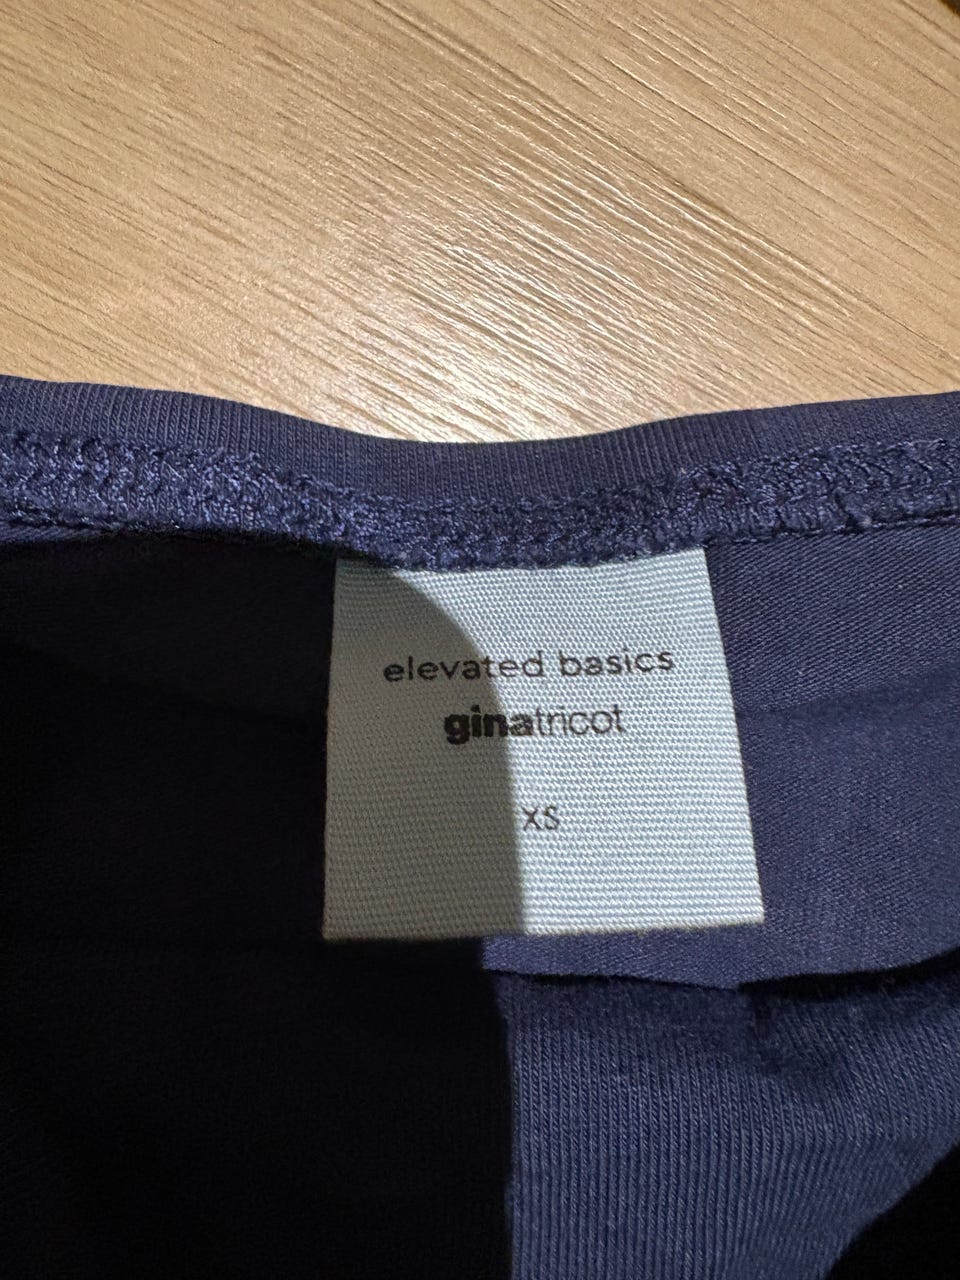 elevated basics
ginatricot
XS